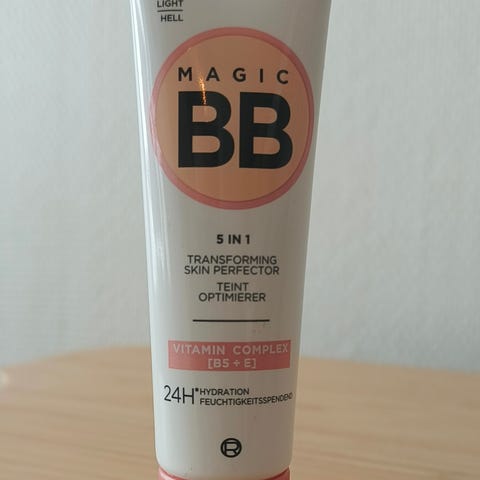 LIGHT
HELL
MAGIC
BB
5 IN 1
TRANSFORMING
SKIN PERFECTOR
TEINT
OPTIMIERER
VITAMIN COMPLEX
[B5 + E]
24H* HYDRATION
FEUCHTIGKEITSSPENDEND